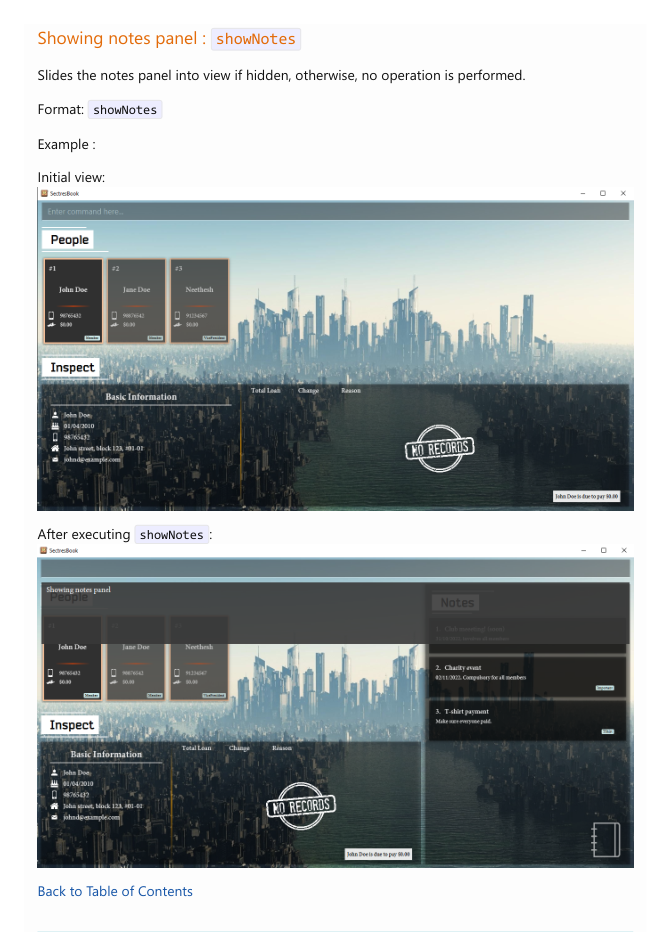 Showing notes panel : showNotes
Slides the notes panel into view if hidden, otherwise, no operation is performed.
Format: showNotes
Example :
Initial view:
SectresBook
Enter command here...
People
#1
John Doe
98765432
$0.00
Member
#2
Jane Doe
9986542
$0.00
Member
#3
Neethesh
91234567
$0.00
Inspect
Basic Information
John Doe
01/04/2010
98765432
John street, block 123, #01-01
johnd@example.com
Total Loan Change Reason
NO RECORDS
John Doe is due to pay $0.00
After executing showNotes :
SectresBook
Showing notes panel
People
John Doe
98765432
$0.00
Member
Jane Doe
9986542
$0.00
Member
Neethesh
91234567
$0.00
Notes
2. Charity event
02/11/2022, Compulsory for all members
3. T-shirt payment
Make sure everyone paid.
Inspect
Basic Information
John Doe
01/04/2010
98765432
John street, block 123, #01-01
johnd@example.com
Total Loan Change Reason
NO RECORDS
John Doe is due to pay $0.00
Back to Table of Contents